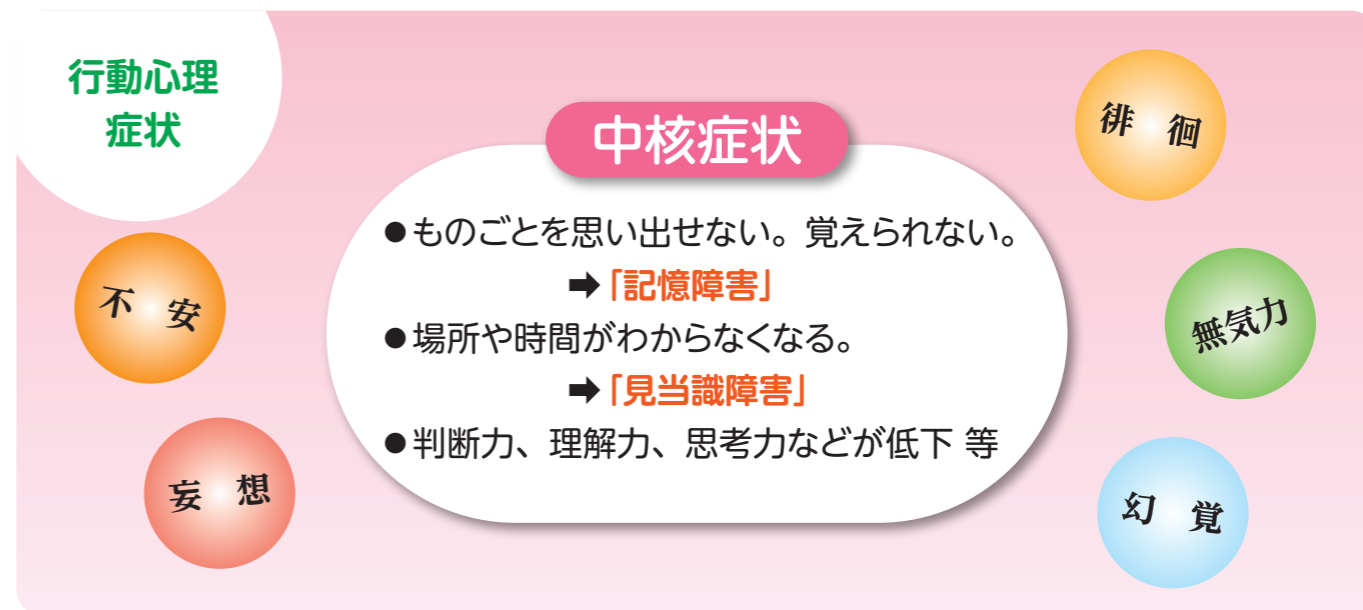 行動心理
症状
中核症状
●ものごとを思い出せない。覚えられない。
➡「記憶障害」
●場所や時間がわからなくなる。
➡「見当識障害」
●判断力、理解力、思考力などが低下 等
不安
妄想
徘徊
無気力
幻覚